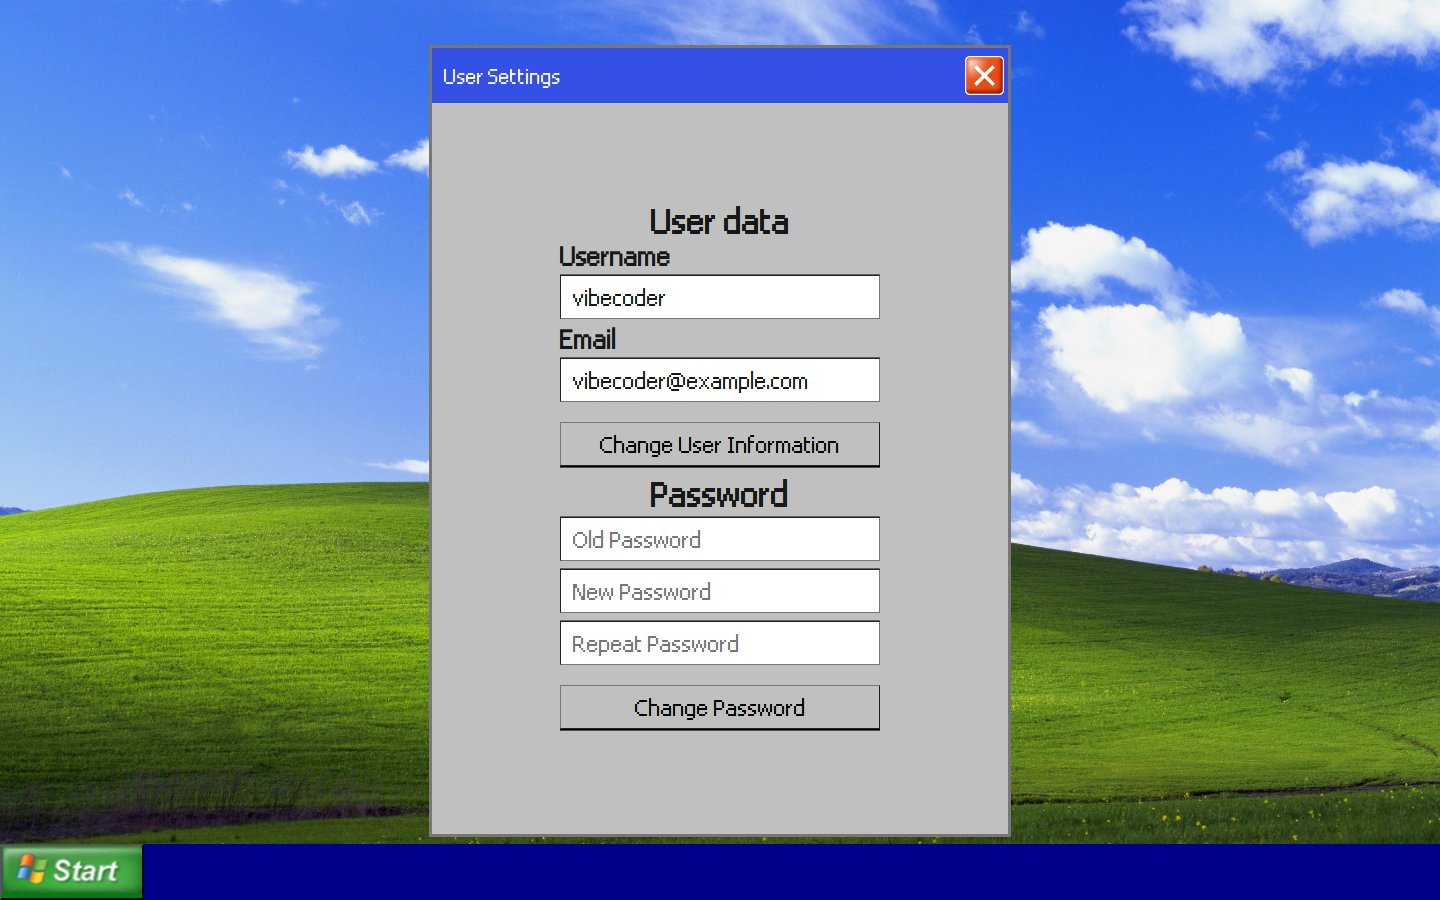 User Settings
User data
Username
vibecoder
Email
vibecoder@example.com
Change User Information
Password
Old Password
New Password
Repeat Password
Change Password
Start